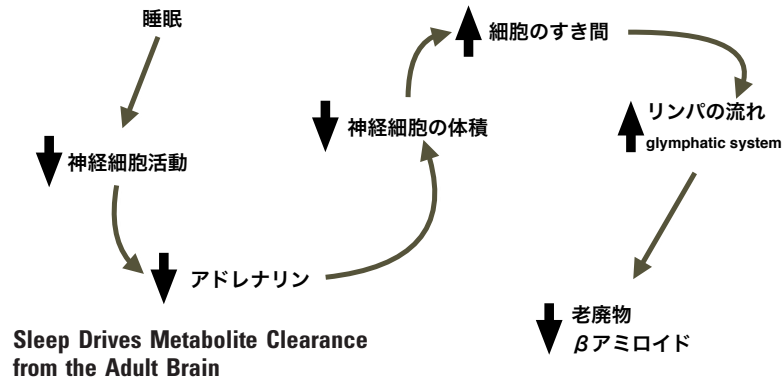 睡眠
神経細胞活動
アドレナリン
神経細胞の体積
細胞のすき間
リンパの流れ
glymphatic system
老廃物
βアミロイド
Sleep Drives Metabolite Clearance
from the Adult Brain